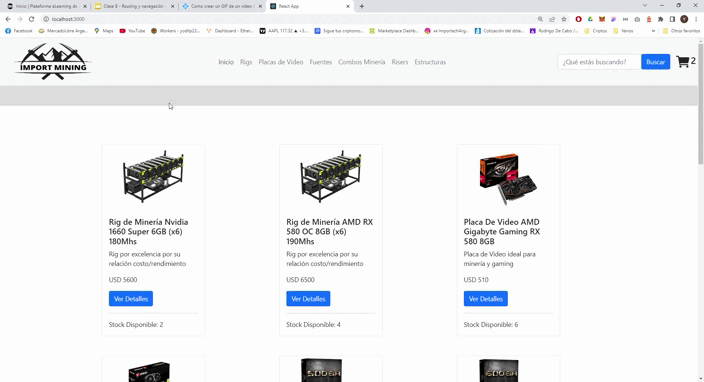 Inicio | Plataforma eLearning de
Clase 8 - Routing y navegación
Como crear un GIF de un video
React App
localhost:3000
Facebook
MercadoLibre Arge
Maps
YouTube
Workers - yodilp22
Dashboard - Ether
AAPL 117.32 ▲ +3
Sigue tus criptomo
Marketplace Dashb
Cotización del dóla
Rodrigo De Cabo /
Criptos
Varios
Otros favoritos
IMPORT MINING
Inicio
Rigs
Placas de Video
Fuentes
Combos Minería
Risers
Estructuras
¿Qué estás buscando?
Buscar
2
Rig de Minería Nvidia
1660 Super 6GB (x6)
180Mhs
Rig por excelencia por su
relación costo/rendimiento
USD 5600
Ver Detalles
Stock Disponible: 2
Rig de Minería AMD RX
580 OC 8GB (x6)
190Mhs
Rig por excelencia por su
relación costo/rendimiento
USD 6500
Ver Detalles
Stock Disponible: 4
Placa De Video AMD
Gigabyte Gaming RX
580 8GB
Placa de Video ideal para
minería y gaming
USD 510
Ver Detalles
Stock Disponible: 6